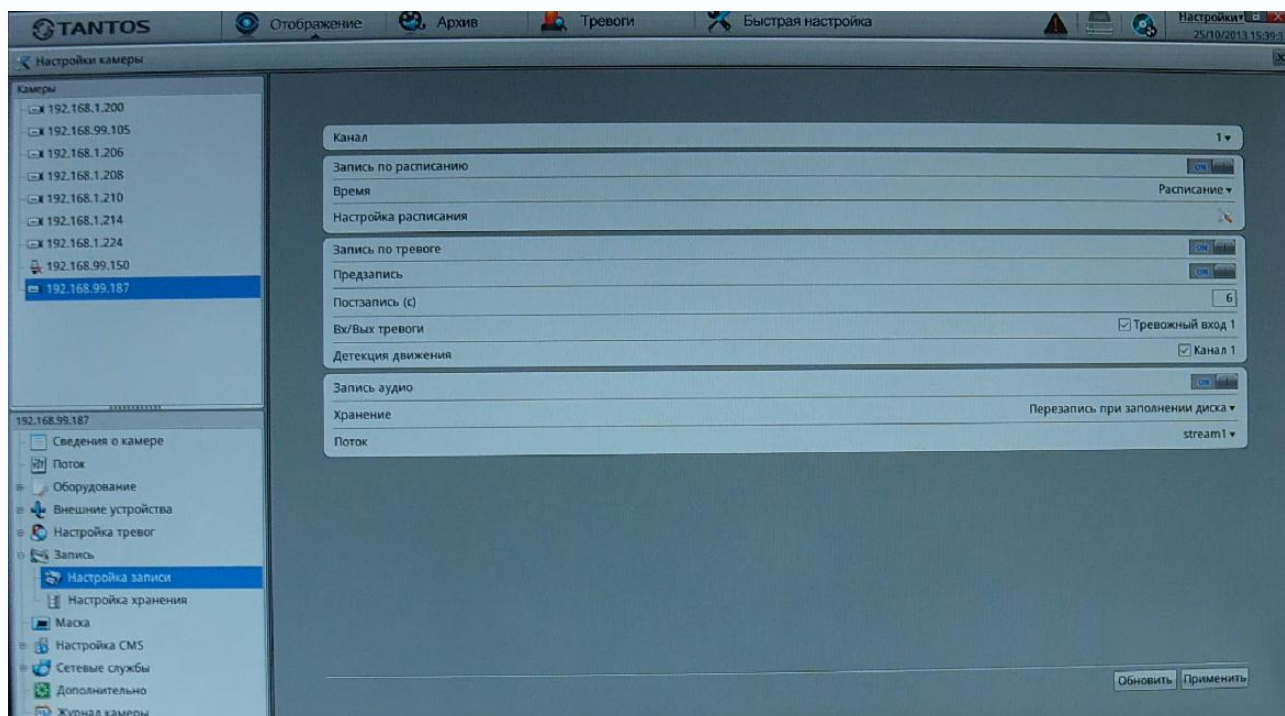 TANTOS
Отображение
Архив
Тревоги
Быстрая настройка
Настройки
25/10/2013 15:39:3
Настройки камеры
Камеры
192.168.1.200
192.168.99.105
192.168.1.206
192.168.1.208
192.168.1.210
192.168.1.214
192.168.1.224
192.168.99.150
192.168.99.187
192.168.99.187
Сведения о камере
Поток
Оборудование
Внешние устройства
Настройка тревог
Запись
Настройка записи
Настройка хранения
Маска
Настройка CMS
Сетевые службы
Дополнительно
Журнал камеры
Канал 1
Запись по расписанию ON
Время Расписание
Настройка расписания
Запись по тревоге ON
Предзапись ON
Постзапись (с) 6
Вх/Вых тревоги Тревожный вход 1
Детекция движения Канал 1
Запись аудио ON
Хранение Перезапись при заполнении диска
Поток stream1
Обновить Применить